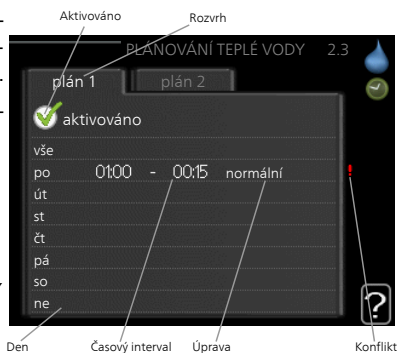 Aktivováno Rozvrh
PLÁNOVÁNÍ TEPLÉ VODY 2.3
plán 1 plán 2
aktivováno
vše
po 01:00 - 00:15 normální !
út
st
čt
pá
so
ne
?
Den Časový interval Úprava Konflikt